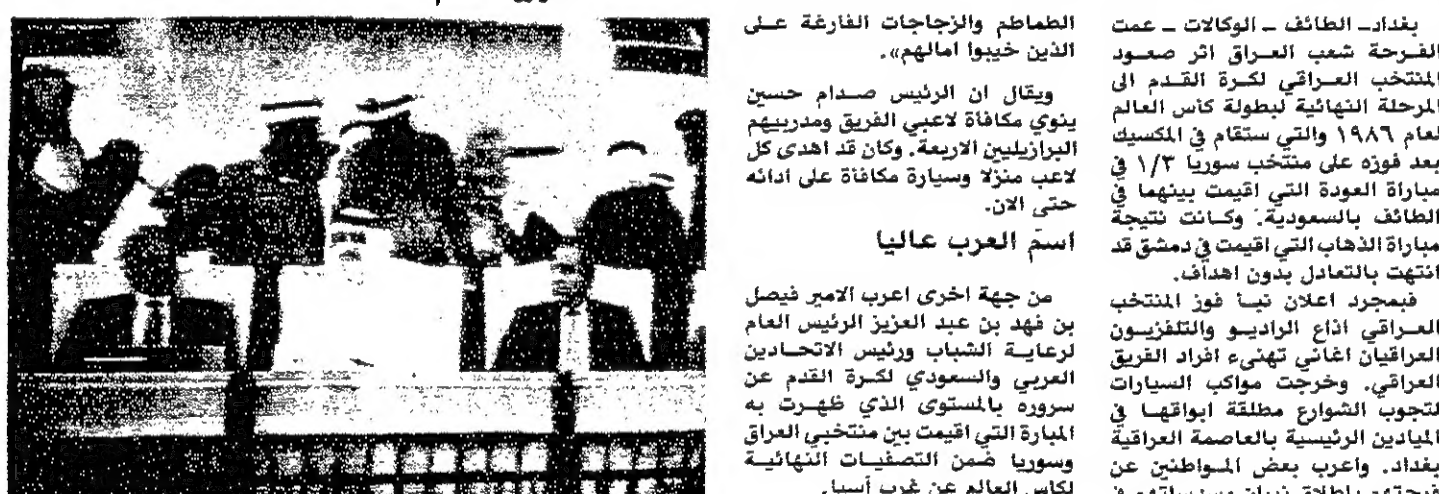 بغداد ـ الطائف ـ الوكالات ـ عمت
الفرحة شعب العراق اثر صعود
المنتخب العراقي لكرة القدم الى
المرحلة النهائية لبطولة كأس العالم
لعام ١٩٨٦ والتي ستقام في المكسيك
بعد فوزه على منتخب سوريا ١/٣ في
مباراة العودة التي اقيمت بينهما في
الطائف بالسعودية. وكانت نتيجة
مباراة الذهاب التي اقيمت في دمشق قد
انتهت بالتعادل بدون اهداف.
فبمجرد اعلان نبأ فوز المنتخب
العراقي اذاع الراديو والتلفزيون
العراقيان اغاني تهنىء افراد الفريق
العراقي. وخرجت مواكب السيارات
لتجوب الشوارع مطلقة ابواقها في
الميادين الرئيسية بالعاصمة العراقية
بغداد. واعرب بعض المواطنين عن
الطماطم والزجاجات الفارغة على
الذين خيبوا امالهم».
ويقال ان الرئيس صدام حسين
ينوي مكافأة لاعبي الفريق ومدربيهم
البرازيليين الاربعة. وكان قد اهدى كل
لاعب منزلا وسيارة مكافأة على ادائه
حتى الان.
اسم العرب عاليا
من جهة اخرى اعرب الامير فيصل
بن فهد بن عبد العزيز الرئيس العام
لرعاية الشباب ورئيس الاتحادين
العربي والسعودي لكرة القدم عن
سروره بالمستوى الذي ظهرت به
المبارة التي اقيمت بين منتخبي العراق
وسوريا ضمن التصفيات النهائية
لكاس العالم عن غرب آسيا